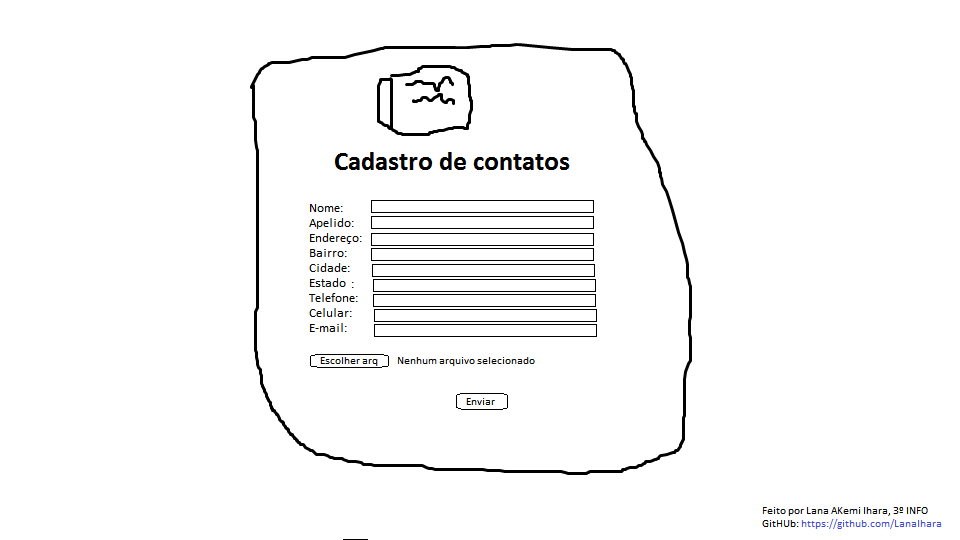 Cadastro de contatos
Nome:
Apelido:
Endereço:
Bairro:
Cidade:
Estado :
Telefone:
Celular:
E-mail:
Escolher arq Nenhum arquivo selecionado
Enviar
Feito por Lana AKemi Ihara, 3º INFO
GitHUb: https://github.com/LanaIhara